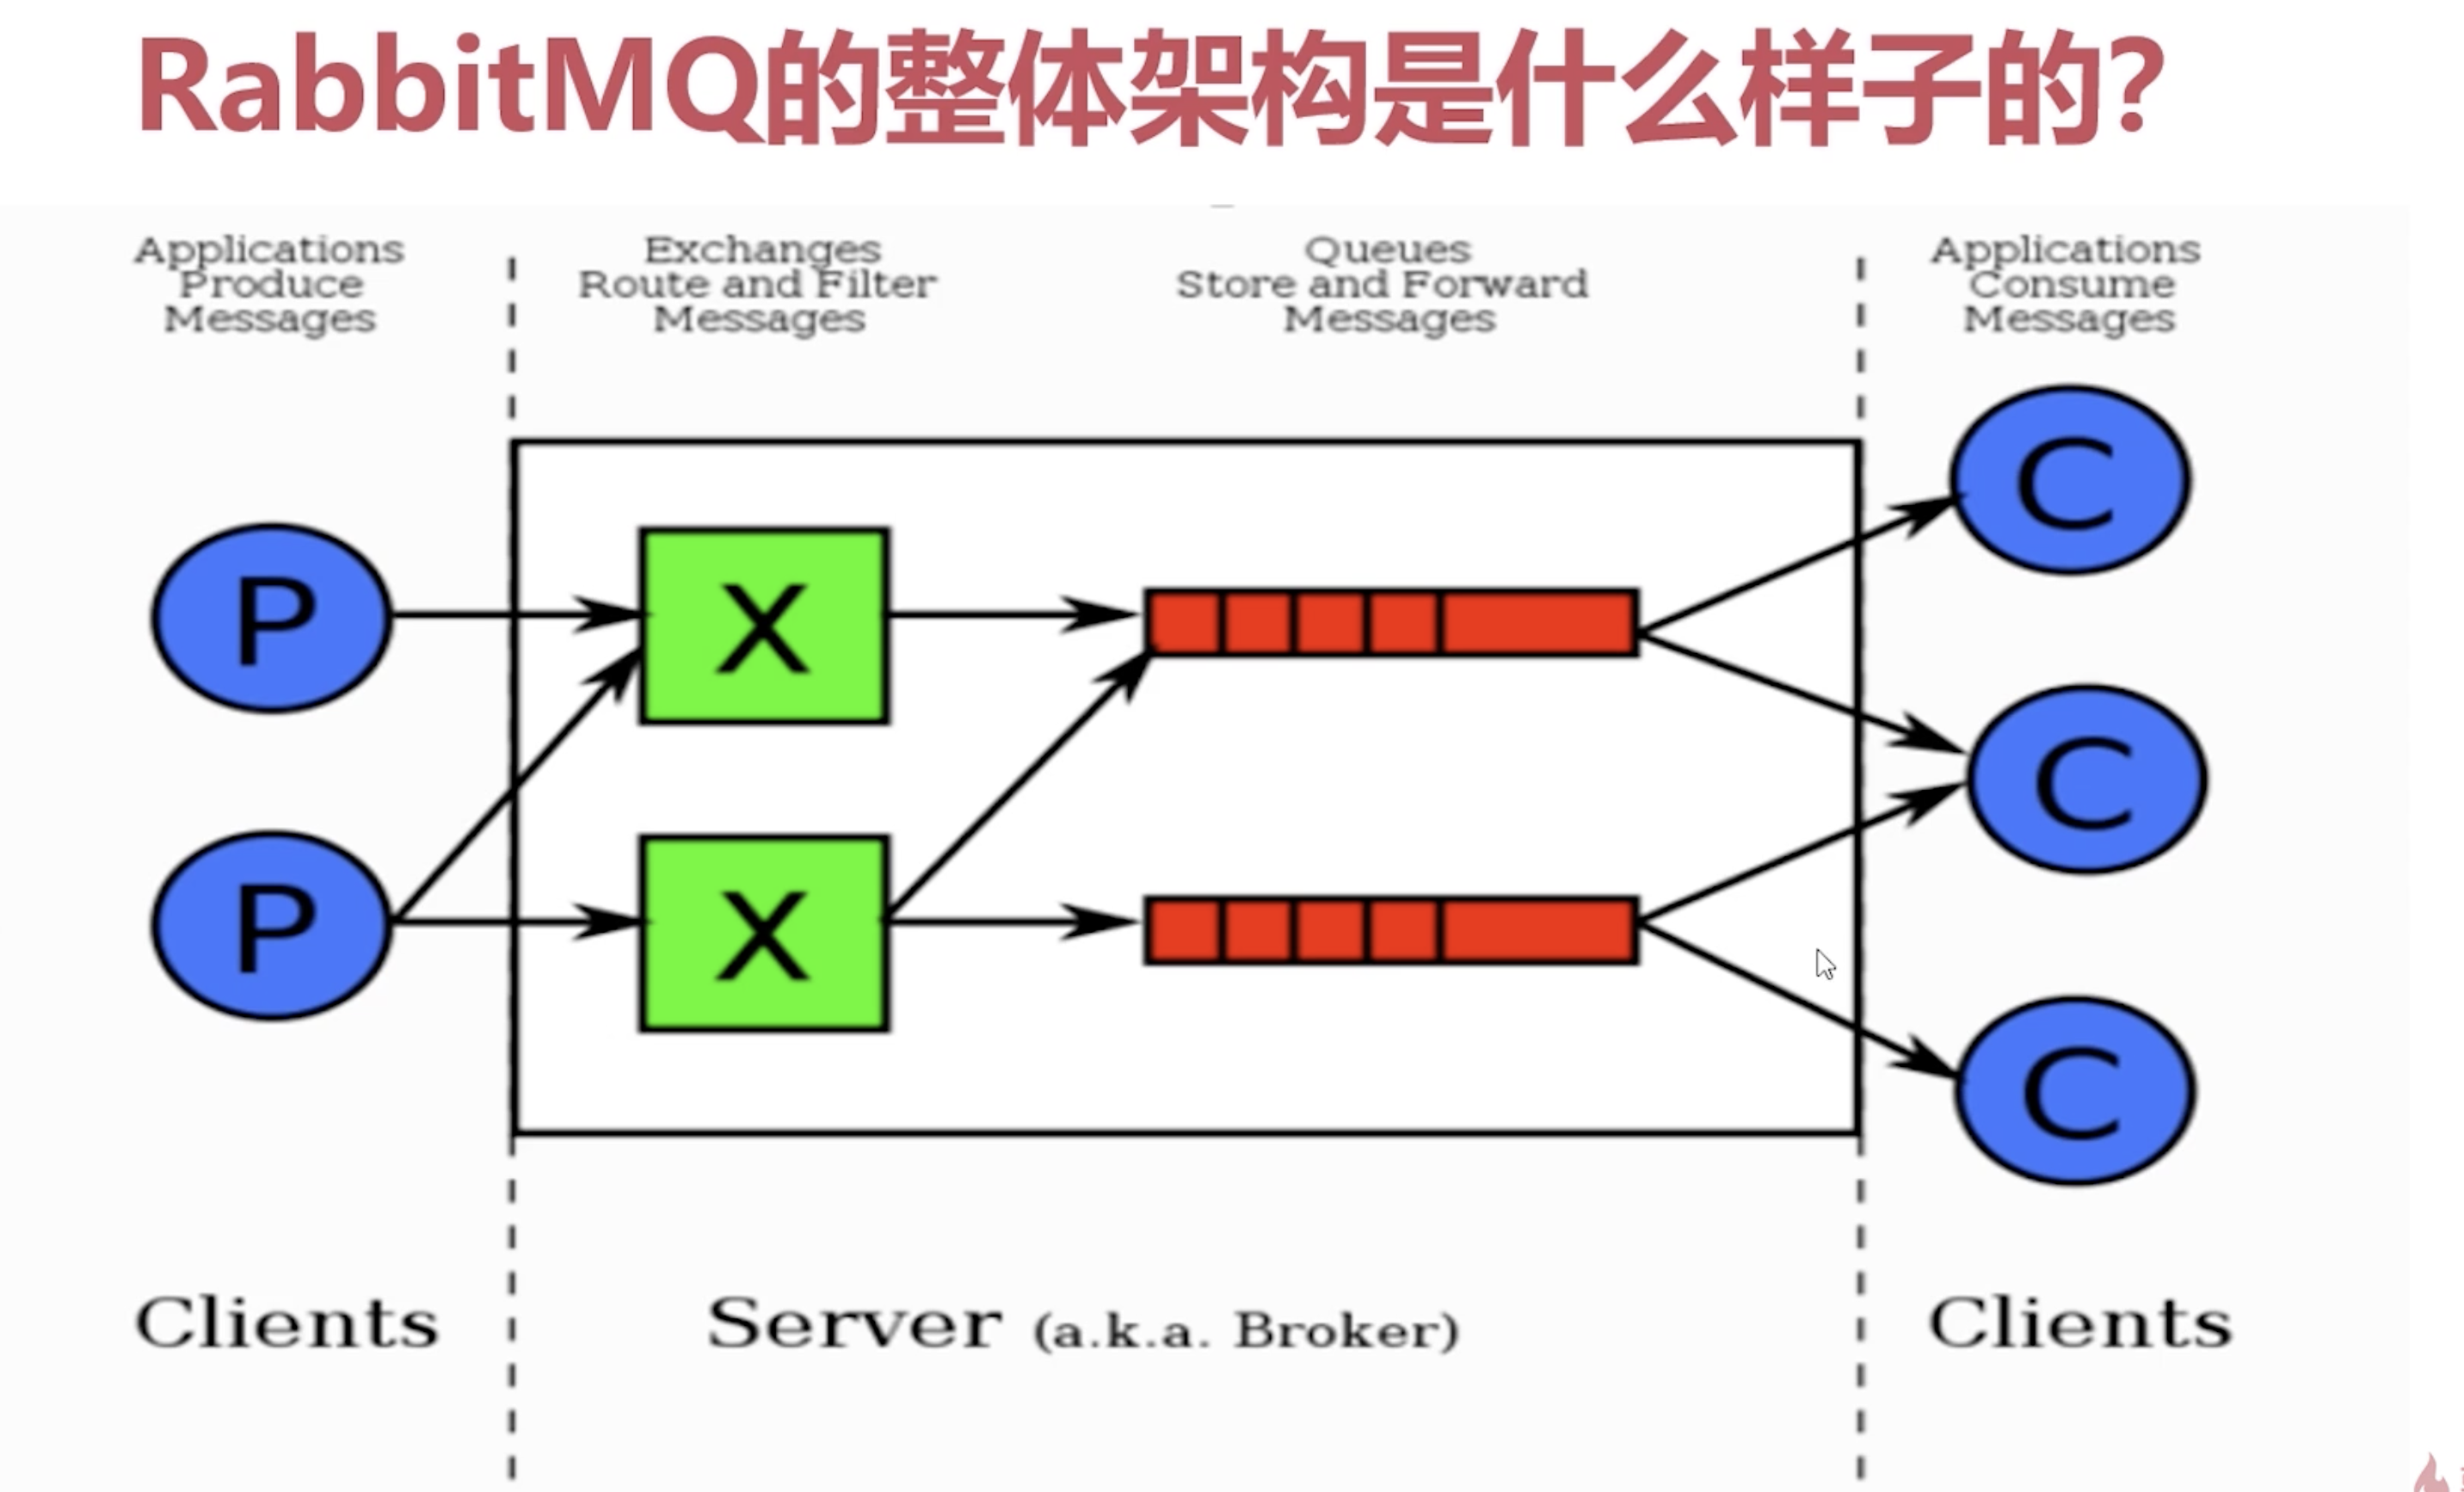 RabbitMQ的整体架构是什么样子的?
Applications
Produce
Messages
Exchanges
Route and Filter
Messages
Queues
Store and Forward
Messages
Applications
Consume
Messages
P
X
C
C
P
X
C
Clients
Server (a.k.a. Broker)
Clients